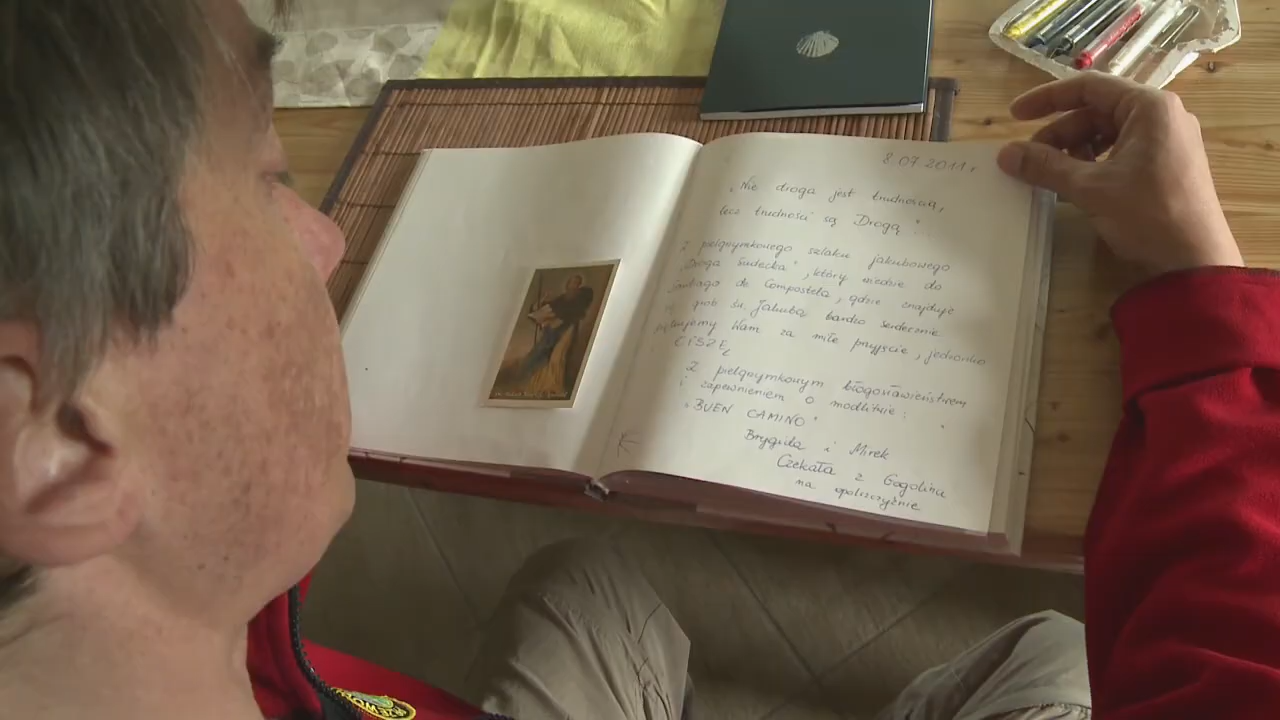 8.07.2011 r
„Nie droga jest trudnością,
lecz trudności są Drogą".
Z pielgrzymkowego szlaku jakubowego
„Droga Sudecka", który wiedzie do
Santiago de Compostela, gdzie znajduje
się grób św. Jakuba bardzo serdecznie
dziękujemy Wam za miłe przyjęcie, jedzonko
CISZĘ
Z pielgrzymkowym błogosławieństwem
i zapewnieniem o modlitwie:
„BUEN CAMINO"
Brygida i Mirek
Czekała z Gogolina
na opolszczyźnie